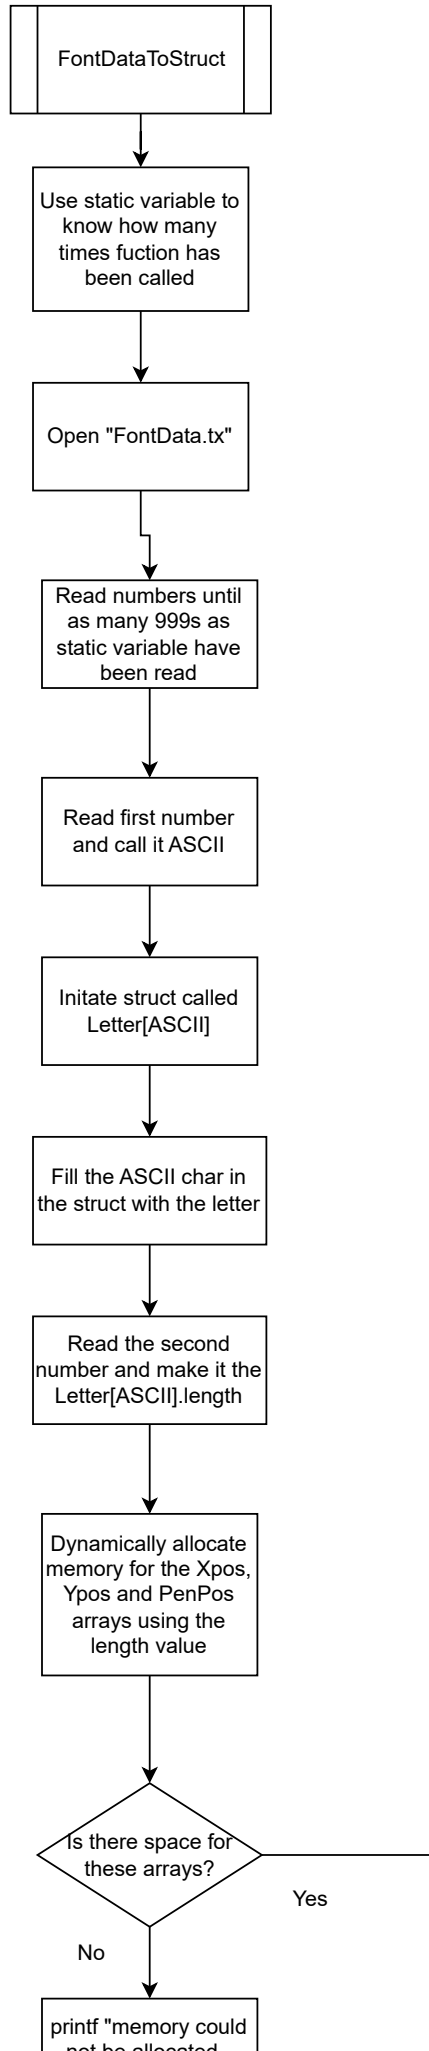 FontDataToStruct
Use static variable to
know how many
times fuction has
been called
Open "FontData.tx"
Read numbers until
as many 999s as
static variable have
been read
Read first number
and call it ASCII
Initate struct called
Letter[ASCII]
Fill the ASCII char in
the struct with the letter
Read the second
number and make it the
Letter[ASCII].length
Dynamically allocate
memory for the Xpos,
Ypos and PenPos
arrays using the
length value
Is there space for
these arrays?
Yes
No
printf "memory could
not be allocated